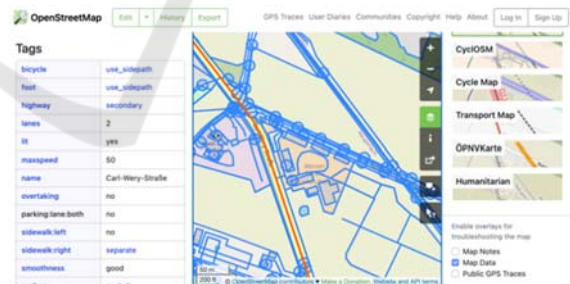 OpenStreetMap
Edit
History
Export
GPS Traces User Diaries Communities Copyright Help About
Log In
Sign Up
Tags
bicycle use_sidepath
foot use_sidepath
highway secondary
lanes 2
lit yes
maxspeed 50
name Carl-Wery-Straße
overtaking no
parking:lane:both no
sidewalk:left no
sidewalk:right separate
smoothness good
50 m
200 ft
© OpenStreetMap contributors ♥ Make a Donation. Website and API terms
CyclOSM
Cycle Map
Transport Map
ÖPNVKarte
Humanitarian
Enable overlays for
troubleshooting the map
Map Notes
Map Data
Public GPS Traces